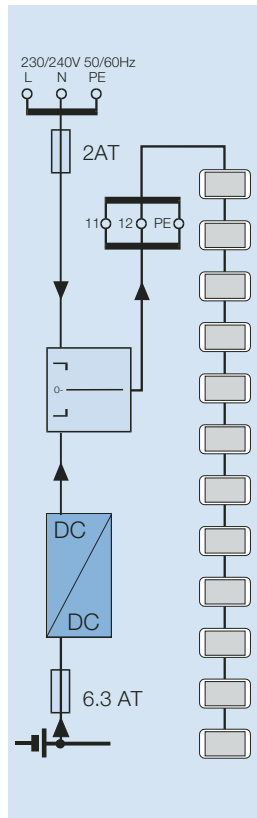 230/240V 50/60Hz
L N PE
2AT
11 12 PE
0-
DC
DC
6.3 AT